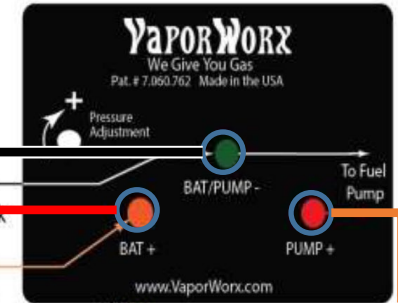 VAPORWORX
We Give You Gas
Pat. # 7.060.762 Made in the USA
+
Pressure
Adjustment
To Fuel
Pump
BAT/PUMP -
X
BAT +
PUMP +
www.VaporWorx.com